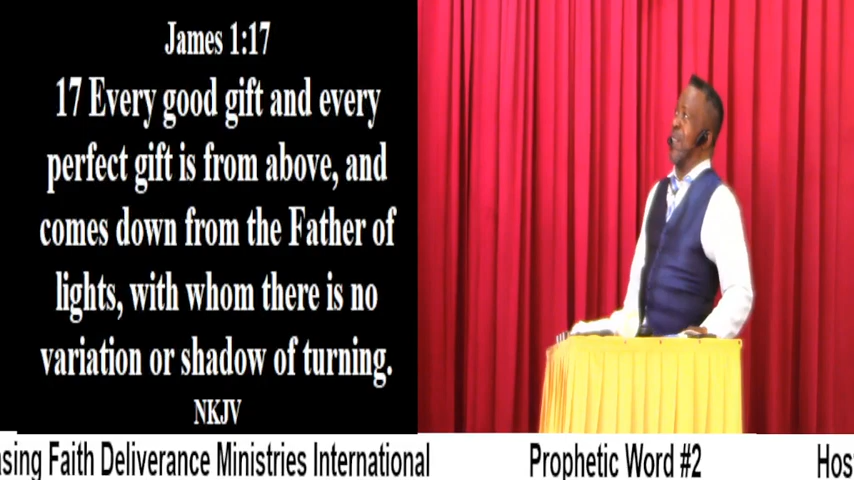 James 1:17
17 Every good gift and every
perfect gift is from above, and
comes down from the Father of
lights, with whom there is no
variation or shadow of turning.
NKJV
Faith Deliverance Ministries International Prophetic Word #2